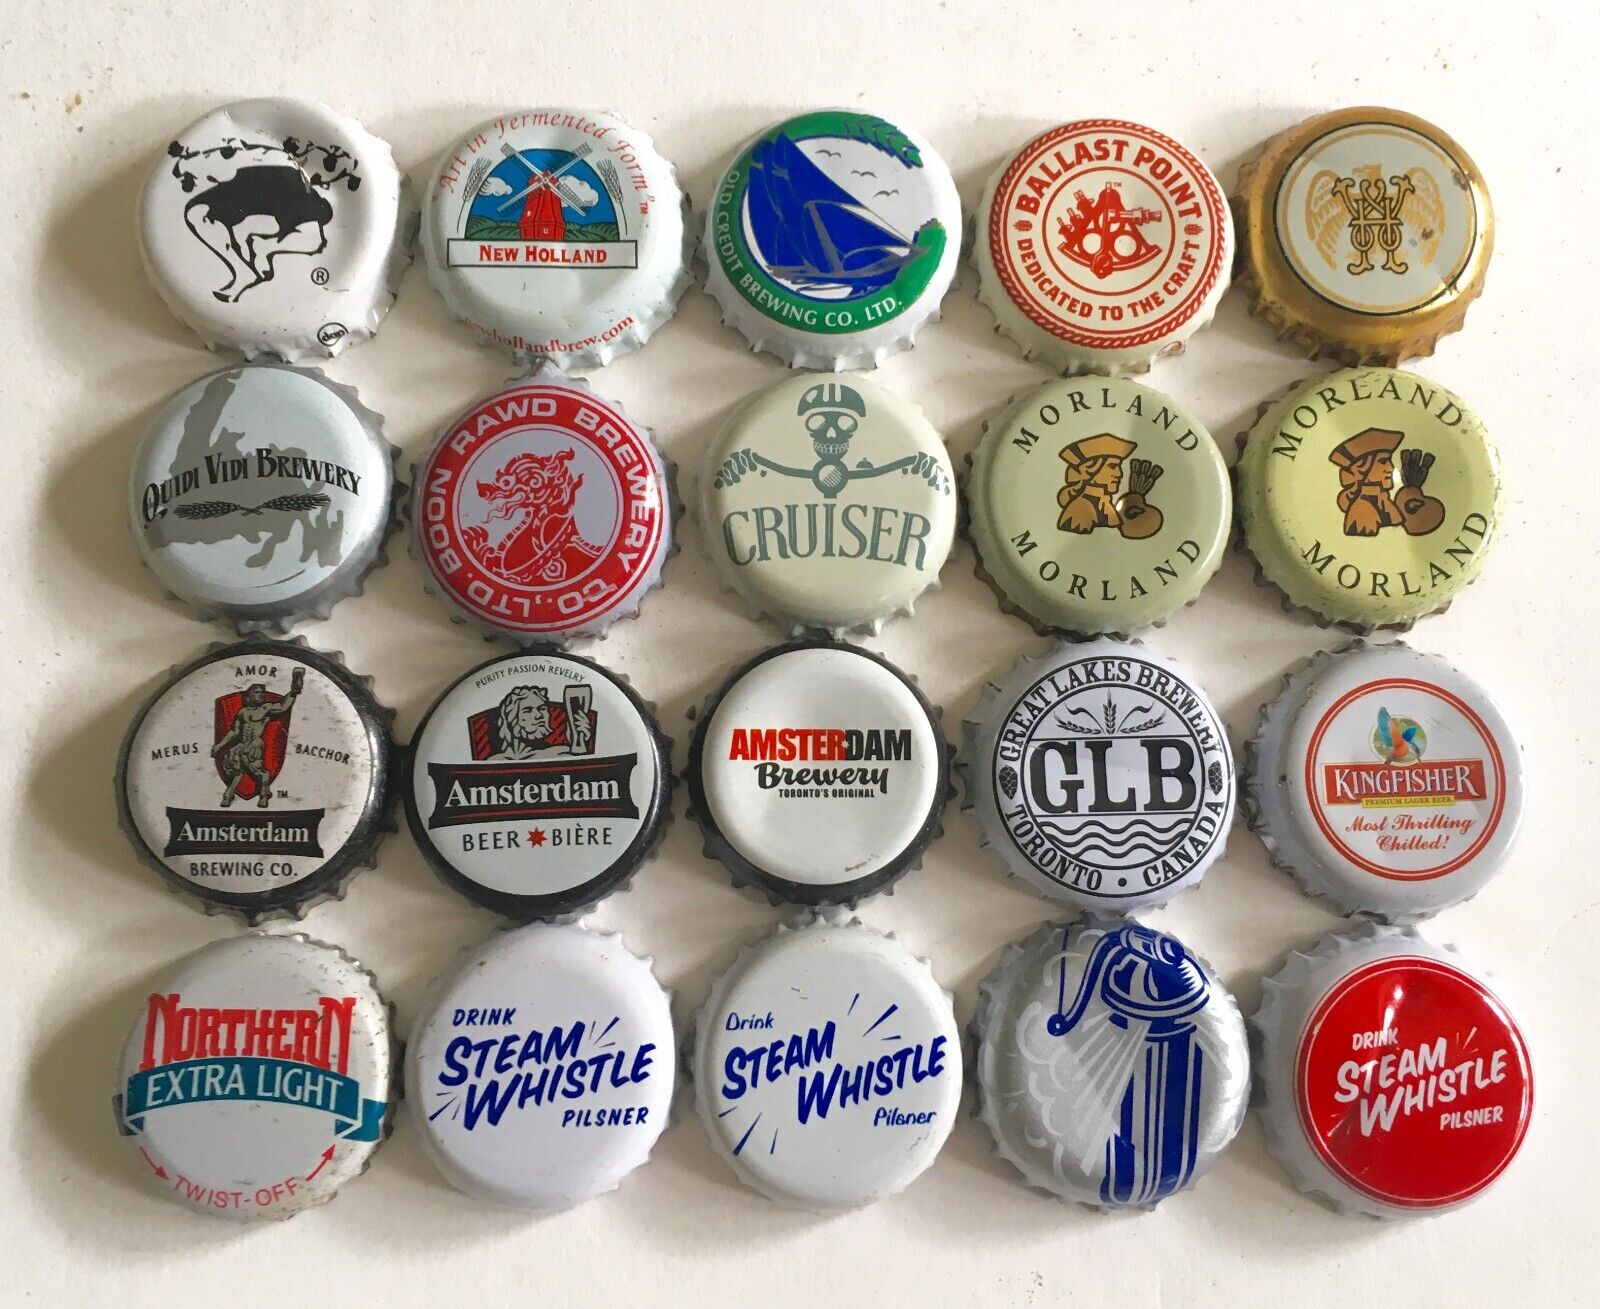 ®
"Art in Fermented Form"™
NEW HOLLAND
newhollandbrew.com
OLD CREDIT BREWING CO. LTD.
BALLAST POINT
DEDICATED TO THE CRAFT
QUIDI VIDI BREWERY
BOON RAWD BREWERY CO., LTD.
CRUISER
MORLAND
MORLAND
MORLAND
MORLAND
AMOR
MERUS BACCHOR
TM
Amsterdam
BREWING CO.
PURITY PASSION REVELRY
Amsterdam
BEER BIÈRE
AMSTERDAM
Brewery
TORONTO'S ORIGINAL
GREAT LAKES BREWERY
GLB
TORONTO • CANADA
KINGFISHER
PREMIUM LAGER BEER
Most Thrilling
Chilled!
NORTHERN
EXTRA LIGHT
TWIST-OFF
DRINK
STEAM
WHISTLE
PILSNER
Drink
STEAM
WHISTLE
Pilsner
DRINK
STEAM
WHISTLE
PILSNER